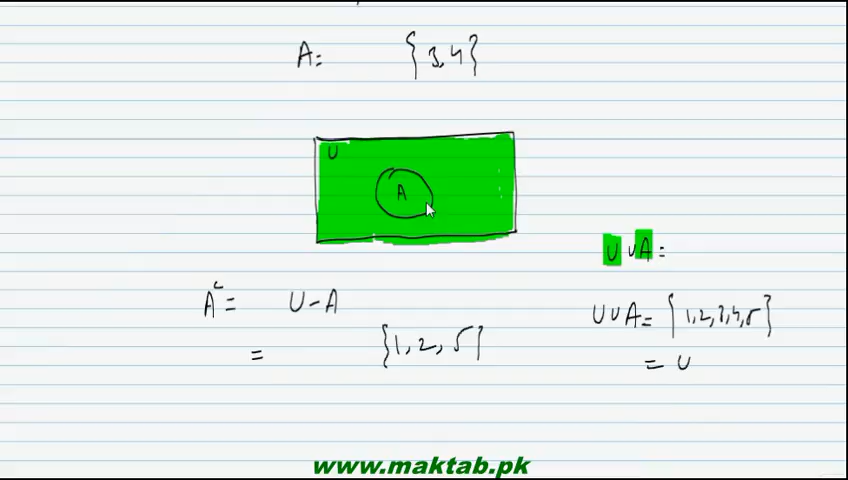 A = {3,4}
U
A
U ∪ A =
A^c = U - A
U ∪ A = {1,2,3,4,5}
= {1, 2, 5}
= U
www.maktab.pk